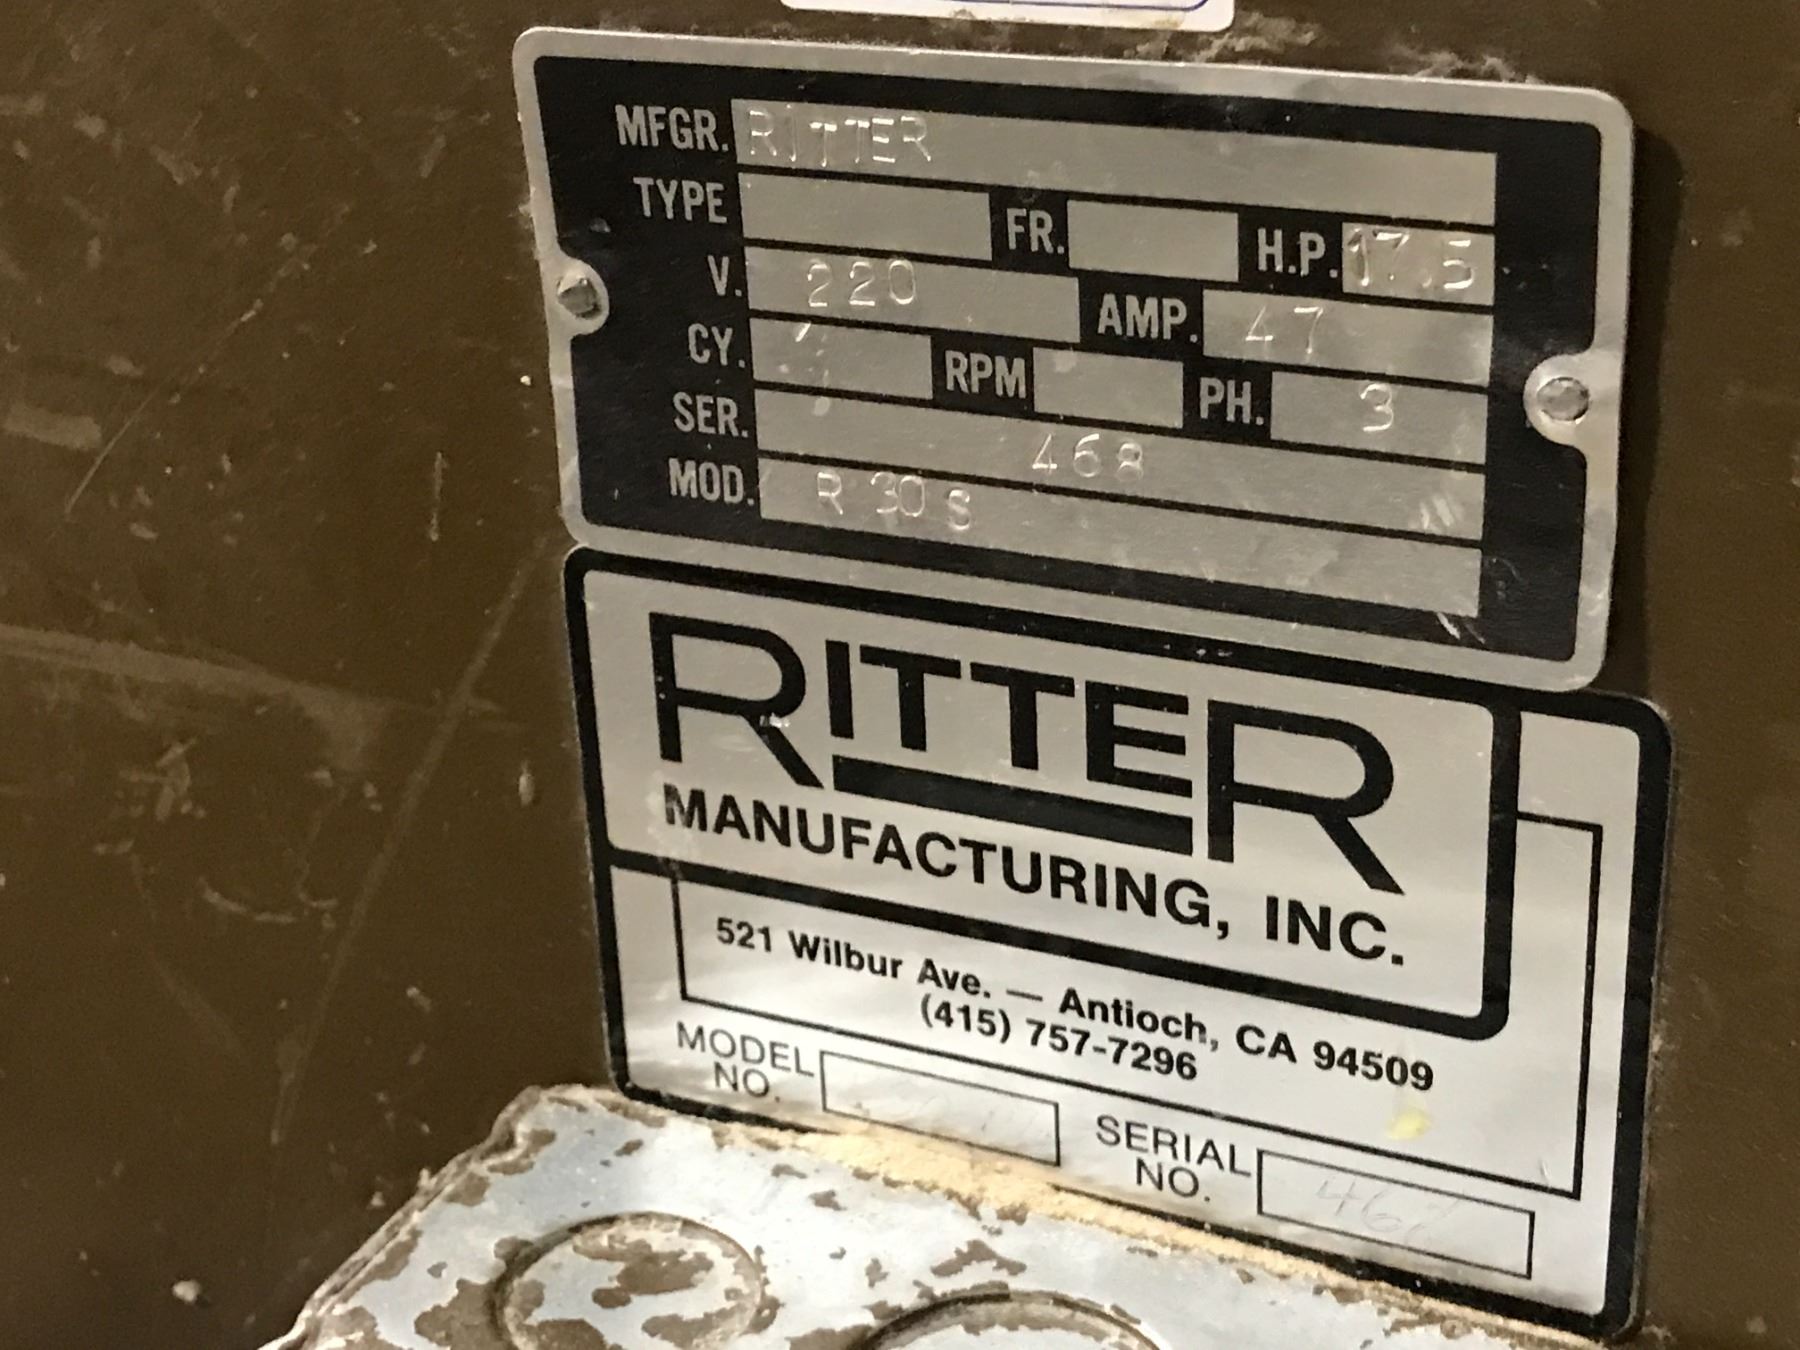 MFGR. RITTER
TYPE FR. H.P. 17.5
V. 220 AMP. 47
CY. RPM PH. 3
SER. 468
MOD. R 30 S
RITTER
MANUFACTURING, INC.
521 Wilbur Ave. — Antioch, CA 94509
(415) 757-7296
MODEL NO.
SERIAL NO.